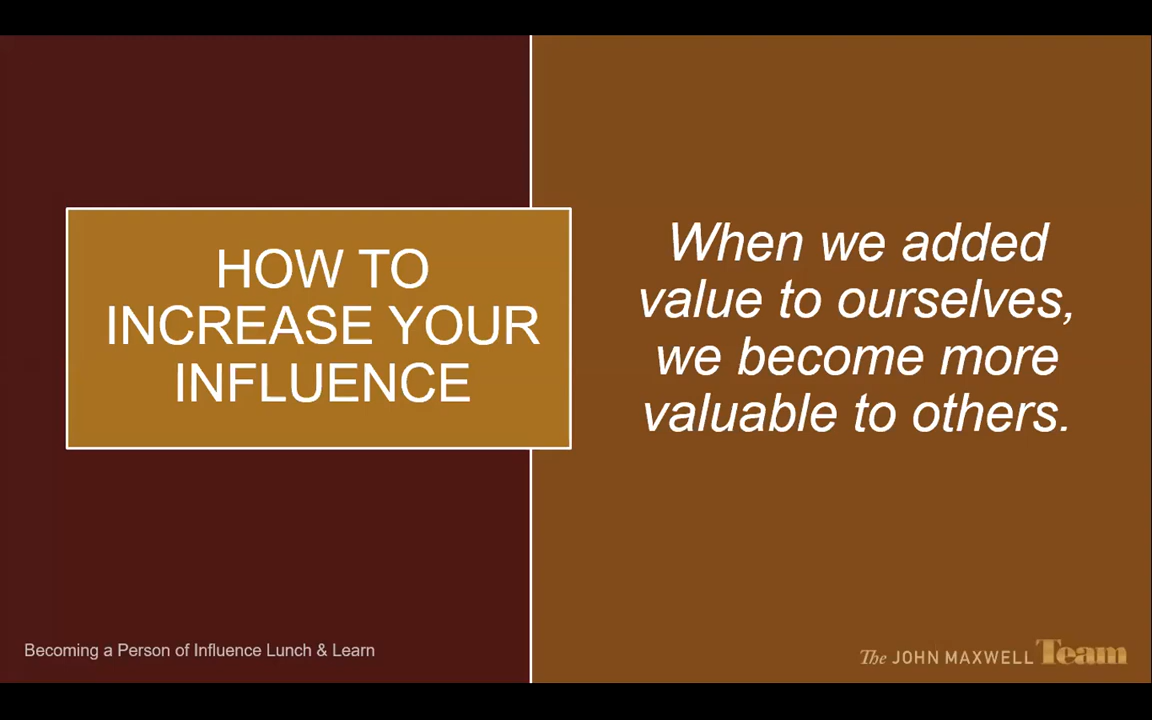 HOW TO
INCREASE YOUR
INFLUENCE
When we added
value to ourselves,
we become more
valuable to others.
Becoming a Person of Influence Lunch & Learn
The JOHN MAXWELL Team